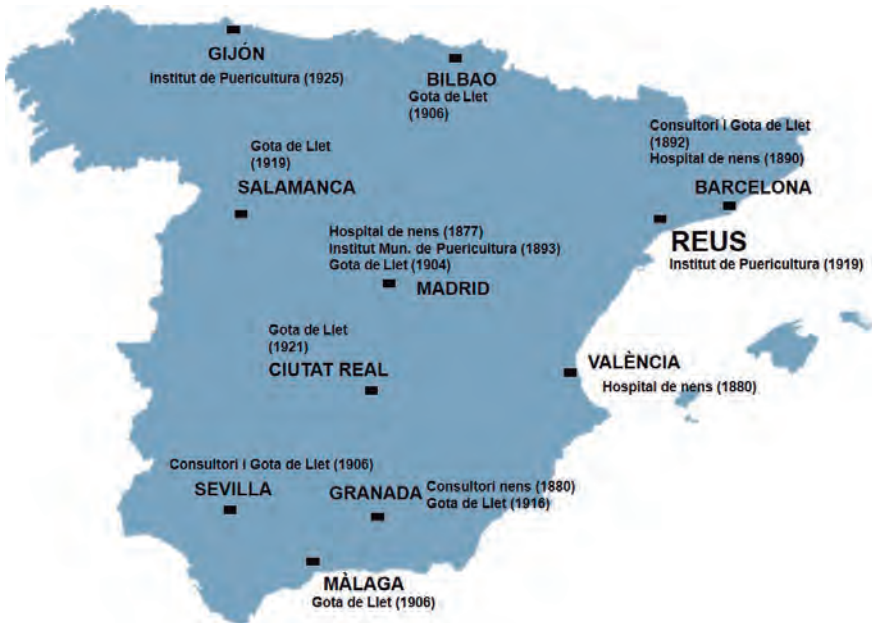 GIJÓN
Institut de Puericultura (1925)
BILBAO
Gota de Llet
(1906)
Consultori i Gota de Llet
(1892)
Hospital de nens (1890)
BARCELONA
Gota de Llet
(1919)
SALAMANCA
Hospital de nens (1877)
Institut Mun. de Puericultura (1893)
Gota de Llet (1904)
MADRID
REUS
Institut de Puericultura (1919)
Gota de Llet
(1921)
CIUTAT REAL
VALÈNCIA
Hospital de nens (1880)
Consultori i Gota de Llet (1906)
SEVILLA
GRANADA
Consultori nens (1880)
Gota de Llet (1916)
MÀLAGA
Gota de Llet (1906)